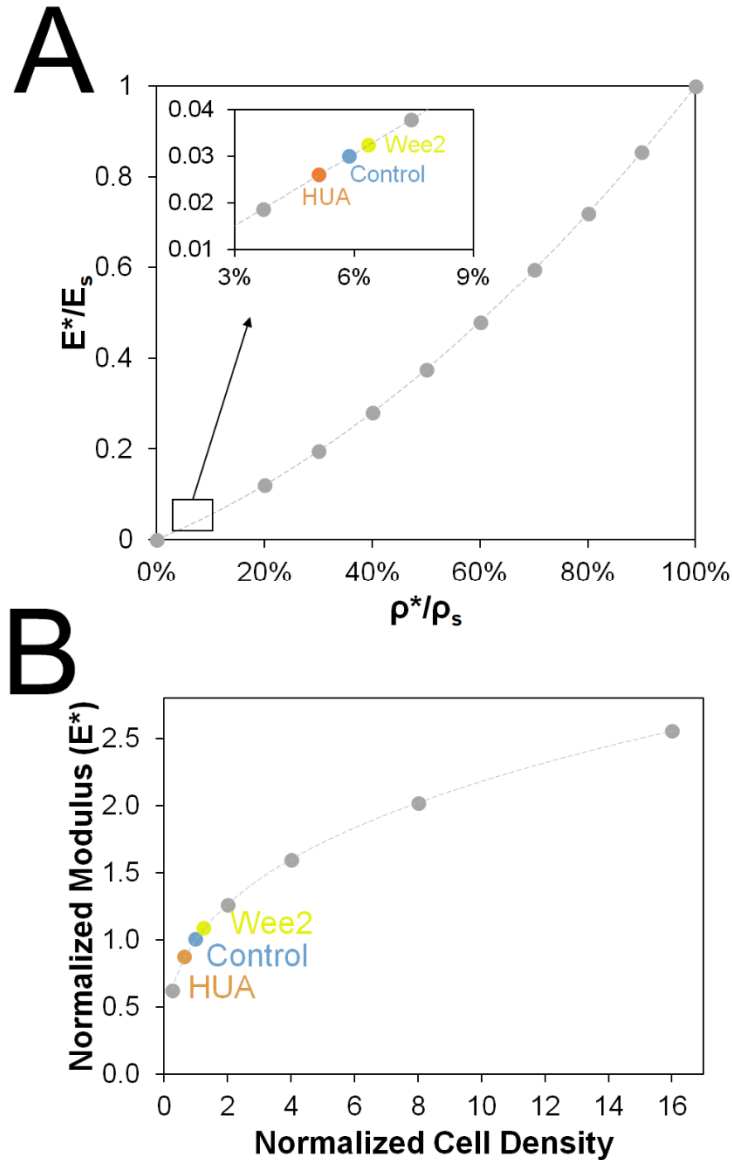 A
1
0.8
0.6
0.4
0.2
0
E*/Es
0.04
0.03
0.02
0.01
Wee2
Control
HUA
3% 6% 9%
0% 20% 40% 60% 80% 100%
ρ*/ρs
B
Normalized Modulus (E*)
2.5
2.0
1.5
1.0
0.5
0.0
Wee2
Control
HUA
0 2 4 6 8 10 12 14 16
Normalized Cell Density